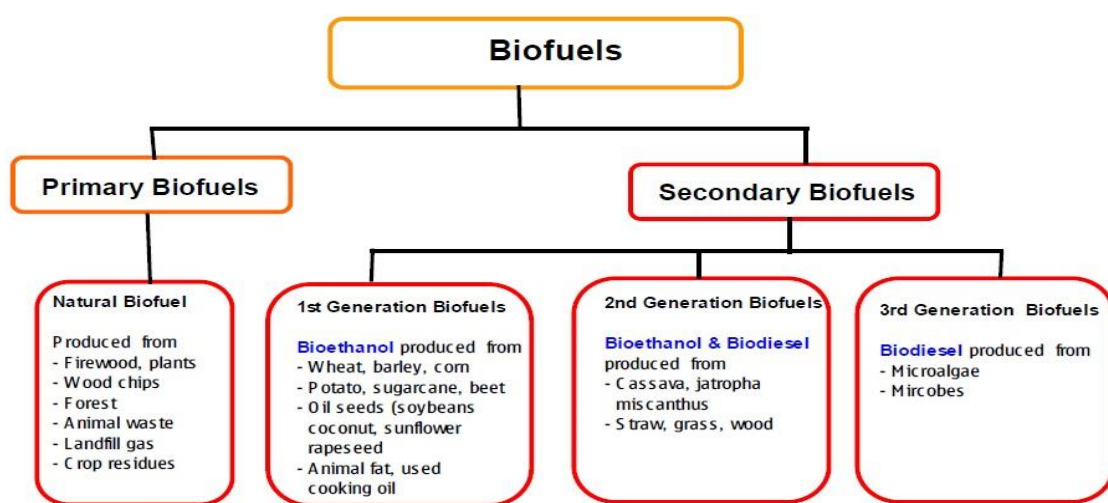 Biofuels
Primary Biofuels
Secondary Biofuels
Natural Biofuel
Produced from
- Firewood, plants
- Wood chips
- Forest
- Animal waste
- Landfill gas
- Crop residues
1st Generation Biofuels
Bioethanol produced from
- Wheat, barley, corn
- Potato, sugarcane, beet
- Oil seeds (soybeans
coconut, sunflower
rapeseed
- Animal fat, used
cooking oil
2nd Generation Biofuels
Bioethanol & Biodiesel
produced from
- Cassava, jatropha
miscanthus
- Straw, grass, wood
3rd Generation Biofuels
Biodiesel produced from
- Microalgae
- Mircobes